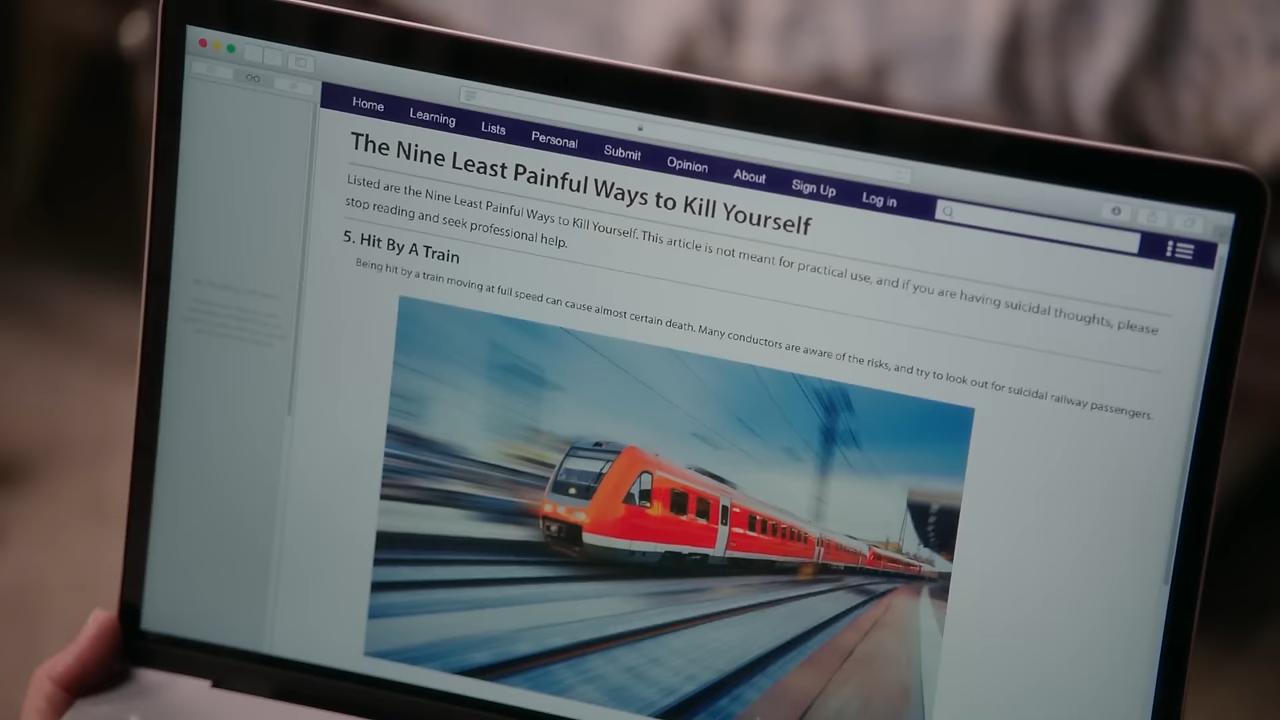 Home Learning Lists Personal Submit Opinion About Sign Up Log in
The Nine Least Painful Ways to Kill Yourself
Listed are the Nine Least Painful Ways to Kill Yourself. This article is not meant for practical use, and if you are having suicidal thoughts, please
stop reading and seek professional help.
5. Hit By A Train
Being hit by a train moving at full speed can cause almost certain death. Many conductors are aware of the risks, and try to look out for suicidal railway passengers.